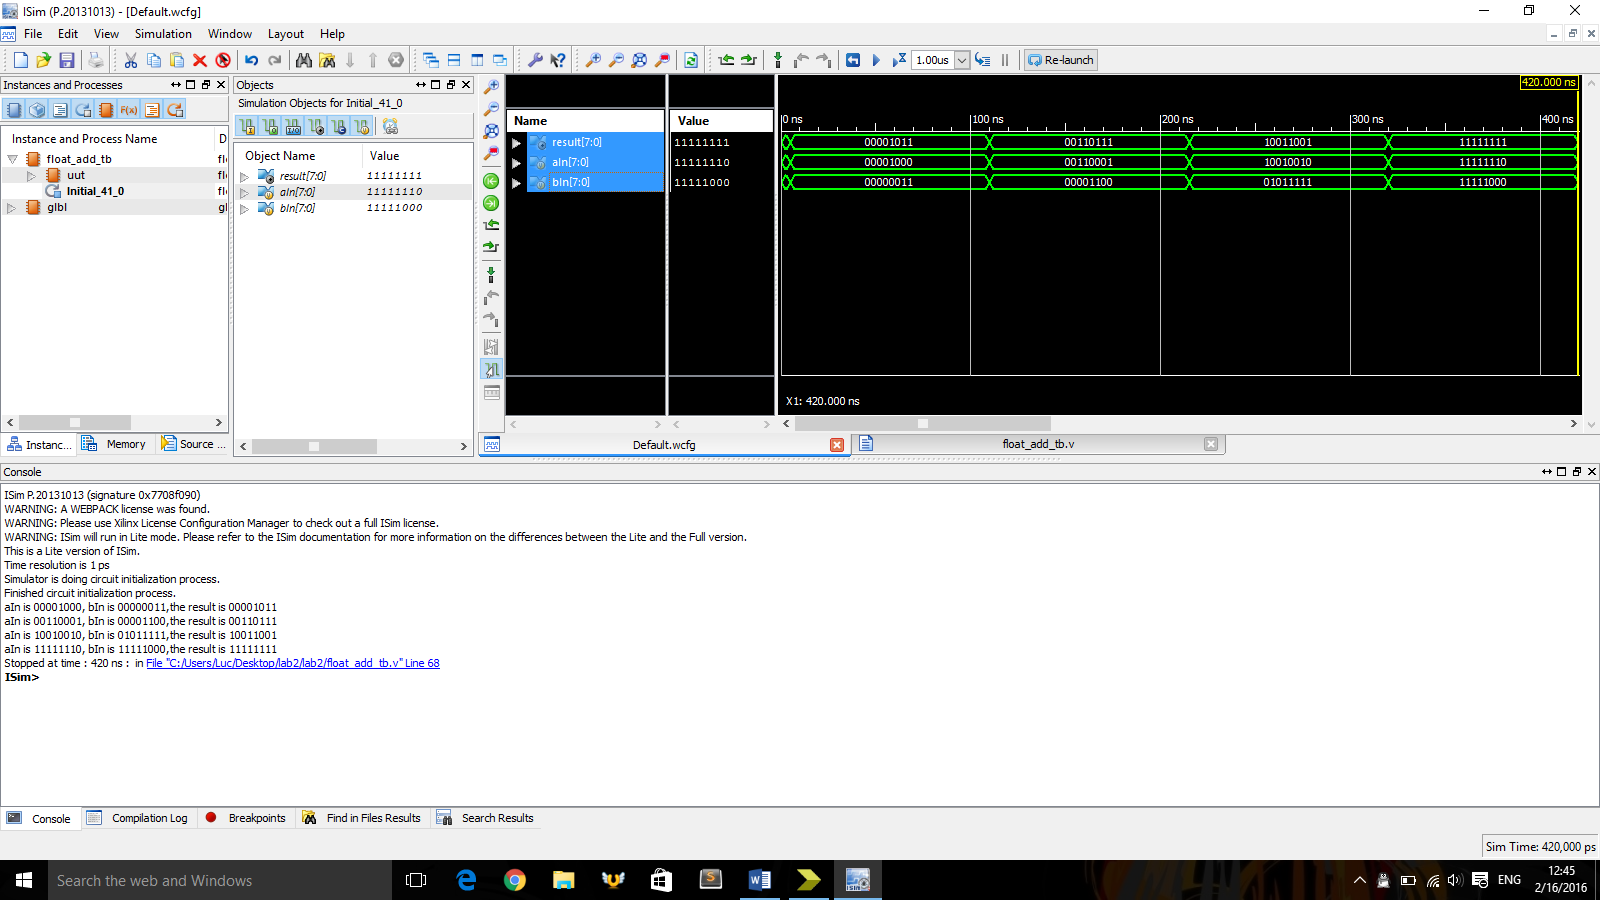 ISim (P.20131013) - [Default.wcfg]
File Edit View Simulation Window Layout Help
1.00us Re-launch
Instances and Processes
Instance and Process Name D
float_add_tb fl
uut fl
Initial_41_0 fl
glbl gl
Instanc... Memory Source ...
Objects
Simulation Objects for Initial_41_0
Object Name Value
result[7:0] 11111111
aIn[7:0] 11111110
bIn[7:0] 11111000
Name Value
result[7:0] 11111111
aIn[7:0] 11111110
bIn[7:0] 11111000
420.000 ns
0 ns 100 ns 200 ns 300 ns 400 ns
00001011 00110111 10011001 11111111
00001000 00110001 10010010 11111110
00000011 00001100 01011111 11111000
X1: 420.000 ns
Default.wcfg float_add_tb.v
Console
ISim P.20131013 (signature 0x7708f090)
WARNING: A WEBPACK license was found.
WARNING: Please use Xilinx License Configuration Manager to check out a full ISim license.
WARNING: ISim will run in Lite mode. Please refer to the ISim documentation for more information on the differences between the Lite and the Full version.
This is a Lite version of ISim.
Time resolution is 1 ps
Simulator is doing circuit initialization process.
Finished circuit initialization process.
aIn is 00001000, bIn is 00000011,the result is 00001011
aIn is 00110001, bIn is 00001100,the result is 00110111
aIn is 10010010, bIn is 01011111,the result is 10011001
aIn is 11111110, bIn is 11111000,the result is 11111111
Stopped at time : 420 ns : in File "C:/Users/Luc/Desktop/lab2/lab2/float_add_tb.v" Line 68
ISim>
Console Compilation Log Breakpoints Find in Files Results Search Results
Sim Time: 420,000 ps
Search the web and Windows
ENG
12:45
2/16/2016